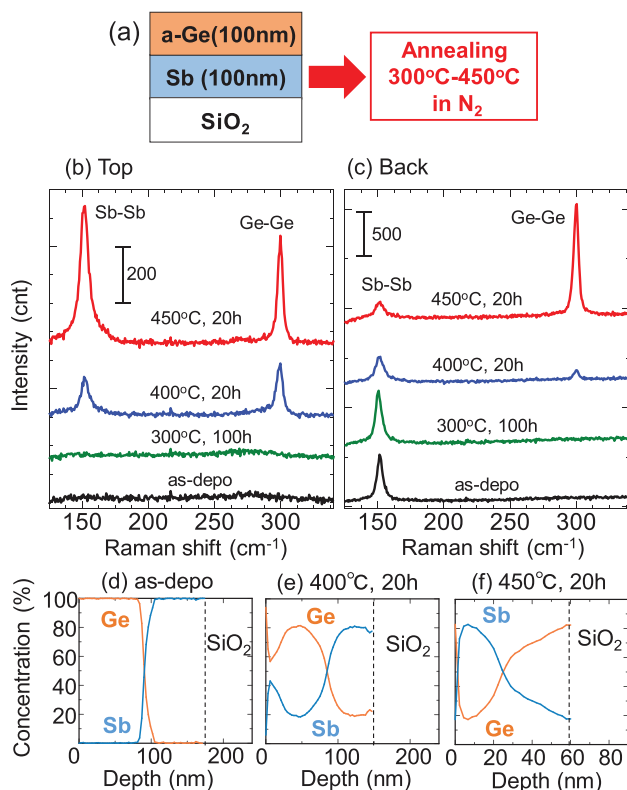 (a)
a-Ge(100nm)
Sb (100nm)
SiO2
Annealing
300°C-450°C
in N2
(b) Top
Sb-Sb
Ge-Ge
200
450°C, 20h
400°C, 20h
300°C, 100h
as-depo
Intensity (cnt)
150 200 250 300
Raman shift (cm-1)
(c) Back
500
Ge-Ge
Sb-Sb
450°C, 20h
400°C, 20h
300°C, 100h
as-depo
150 200 250 300
Raman shift (cm-1)
(d) as-depo
Concentration (%)
100
80
60
40
20
Ge
Sb
SiO2
0 100 200
Depth (nm)
(e) 400°C, 20h
Ge
SiO2
Sb
0 100 200
Depth (nm)
(f) 450°C, 20h
Sb
SiO2
Ge
0 20 40 60 80
Depth (nm)